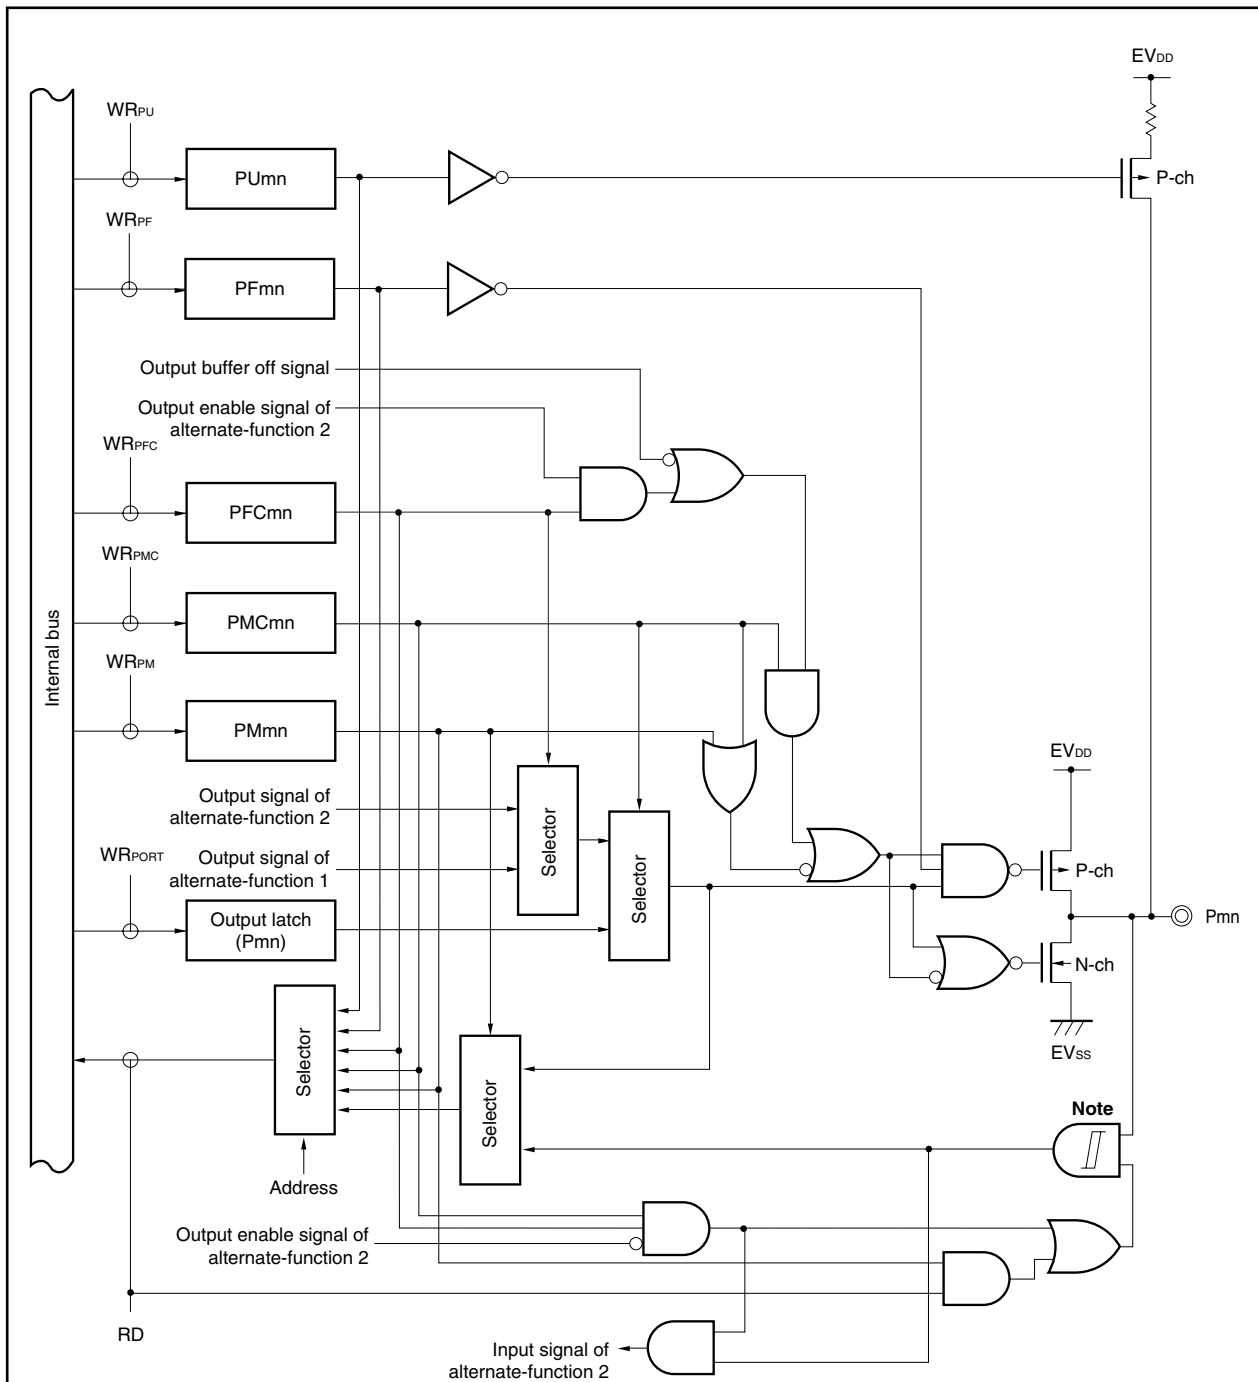 EVDD
WRPU
PUmn
P-ch
WRPF
PFmn
Output buffer off signal
Output enable signal of
alternate-function 2
WRPFC
PFCmn
WRPMC
PMCmn
Internal bus
WRPM
PMmn
EVDD
Output signal of
alternate-function 2
Selector
WRPORT
Output signal of
alternate-function 1
Selector
P-ch
Output latch
(Pmn)
Pmn
N-ch
EVSS
Selector
Selector
Note
Address
Output enable signal of
alternate-function 2
RD
Input signal of
alternate-function 2